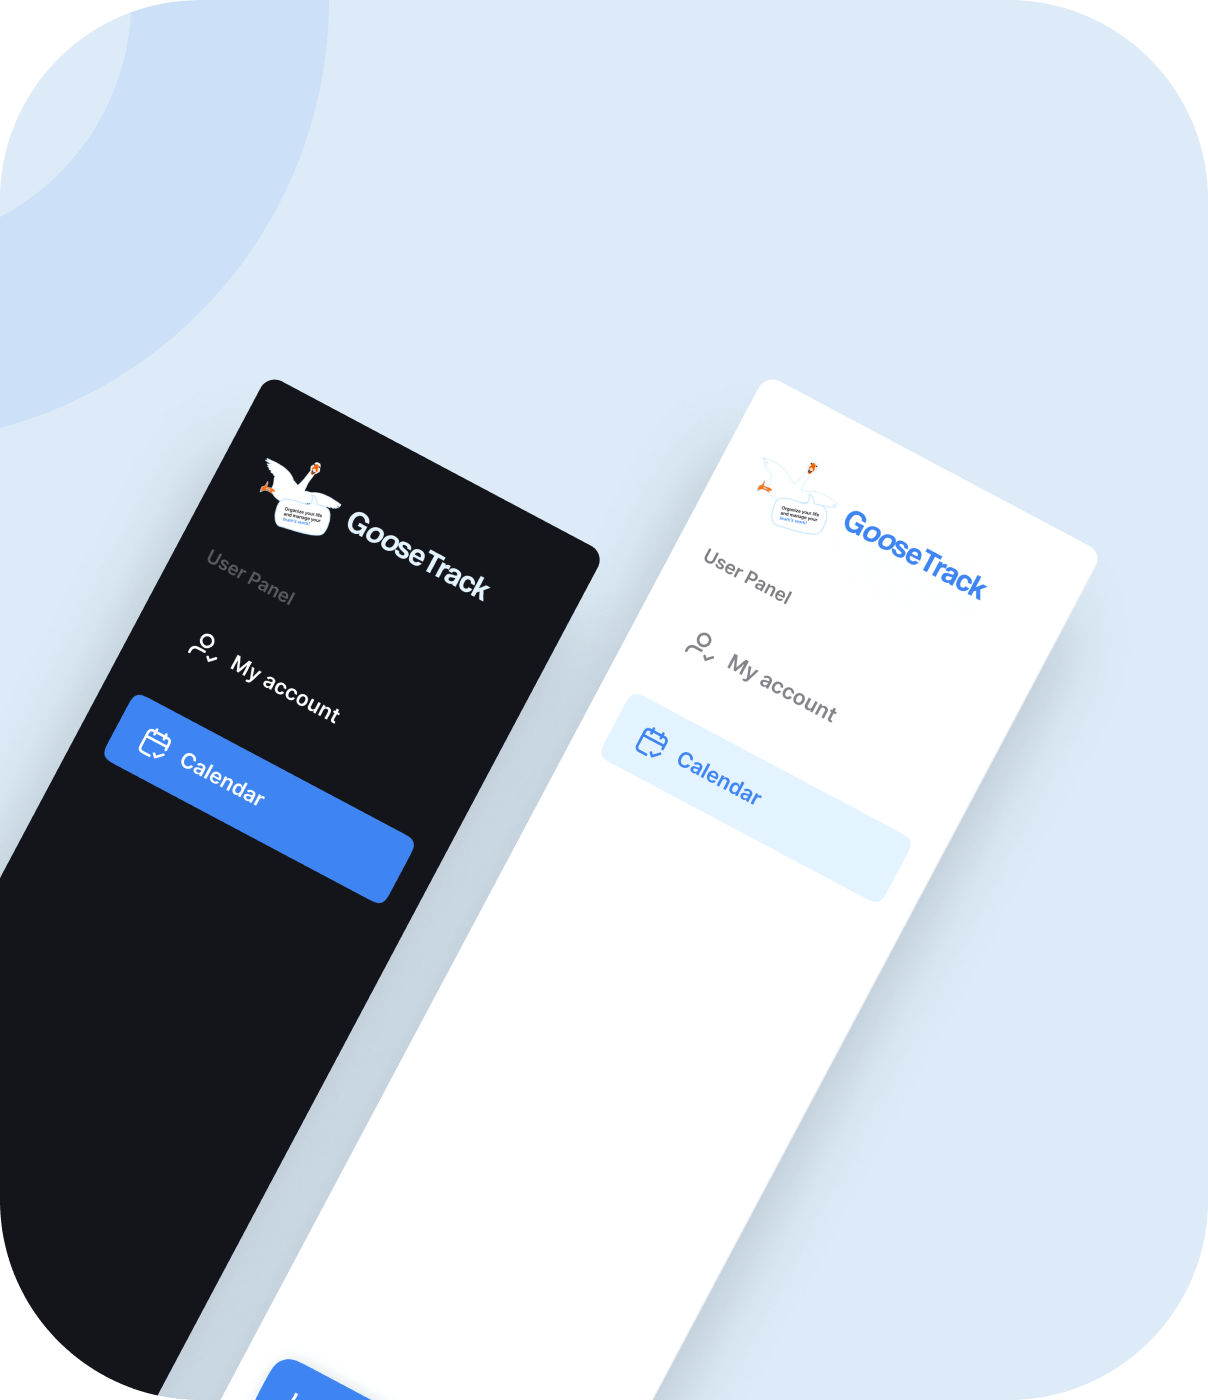 Organize your life
and manage your
team's work!
GooseTrack
User Panel
My account
Calendar
Organize your life
and manage your
team's work!
GooseTrack
User Panel
My account
Calendar